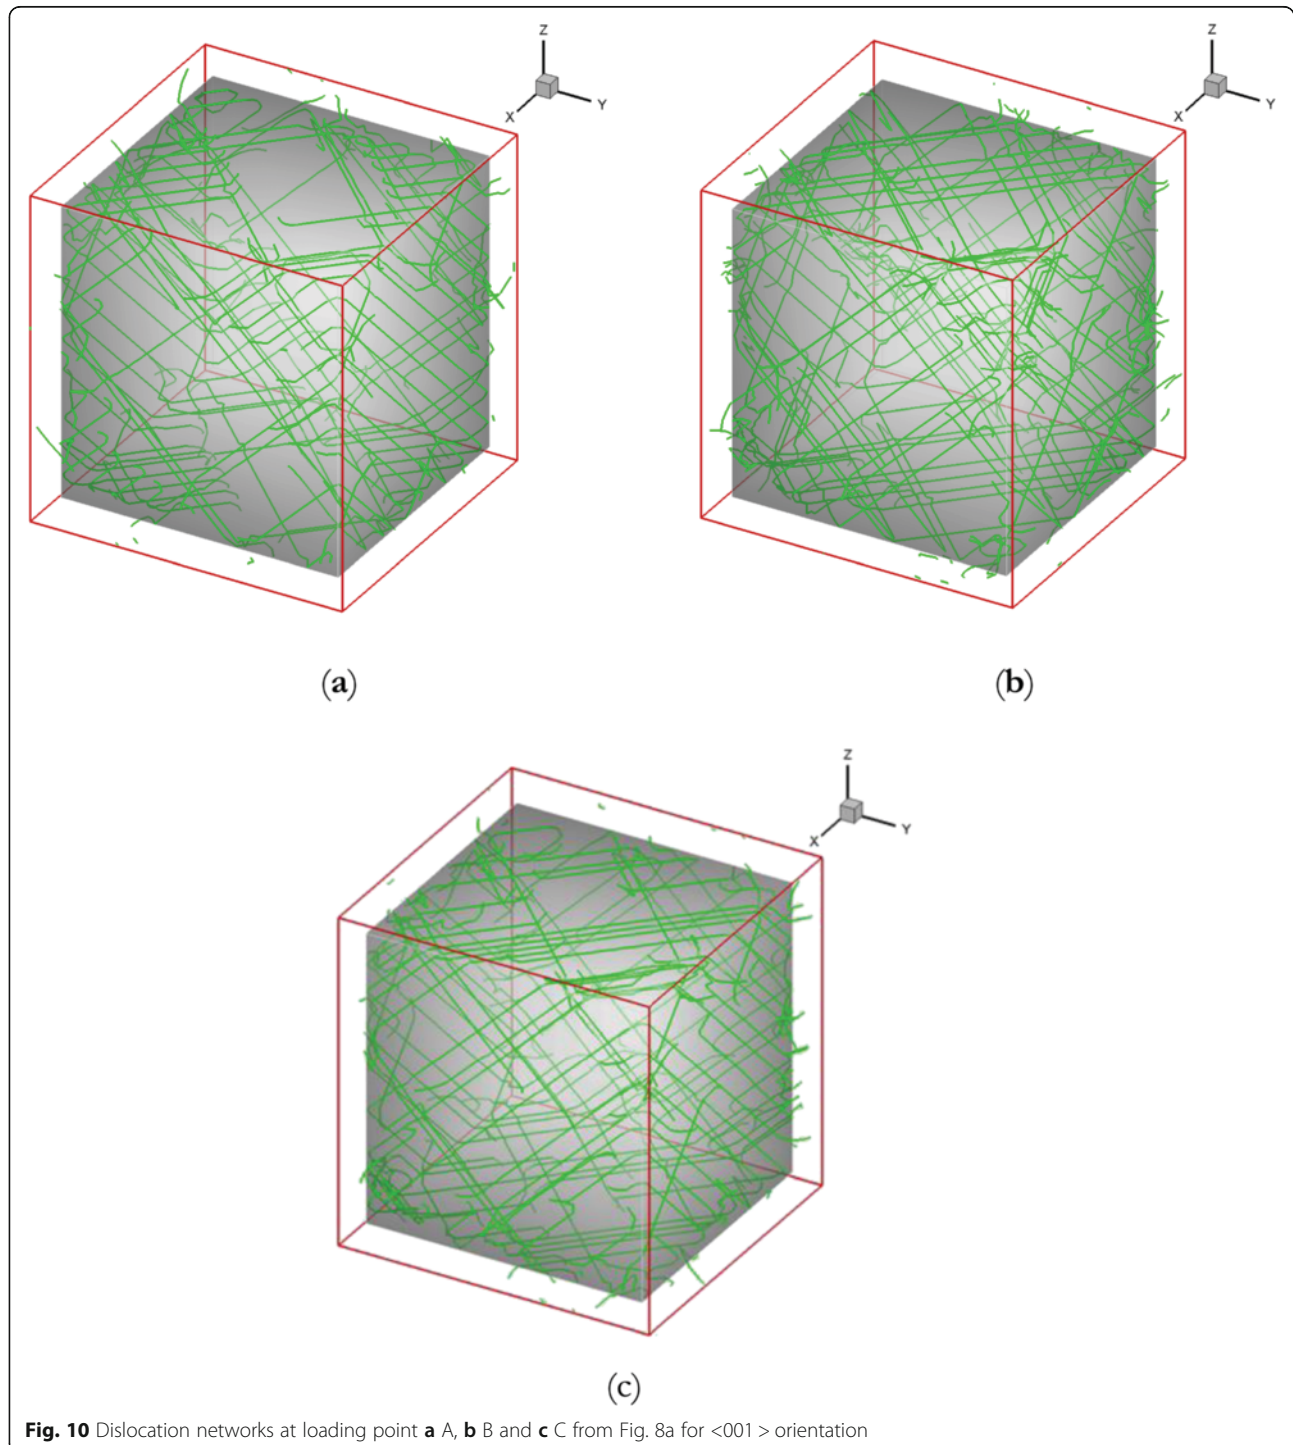 Z
X
Y
Z
X
Y
(a)
(b)
Z
X
Y
(c)
Fig. 10 Dislocation networks at loading point a A, b B and c C from Fig. 8a for <001 > orientation